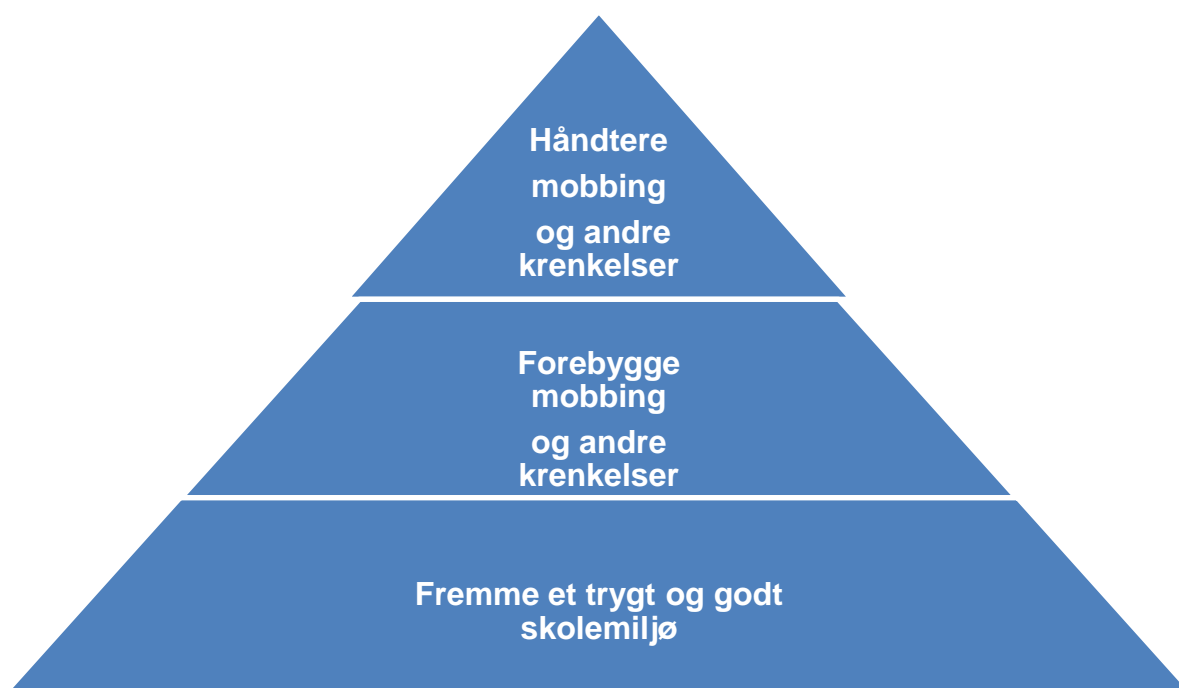 Håndtere
mobbing
og andre
krenkelser
Forebygge
mobbing
og andre
krenkelser
Fremme et trygt og godt
skolemiljø